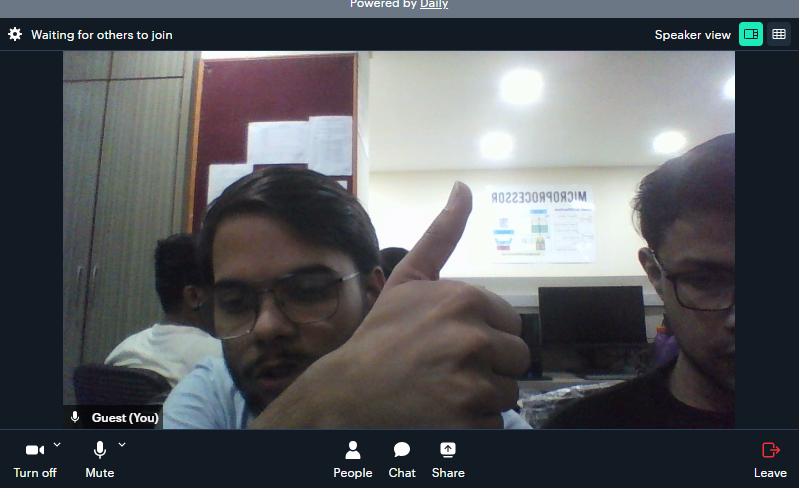 Powered by Daily
Waiting for others to join
Speaker view
MICROPROCESSOR
Guest (You)
Turn off
Mute
People
Chat
Share
Leave